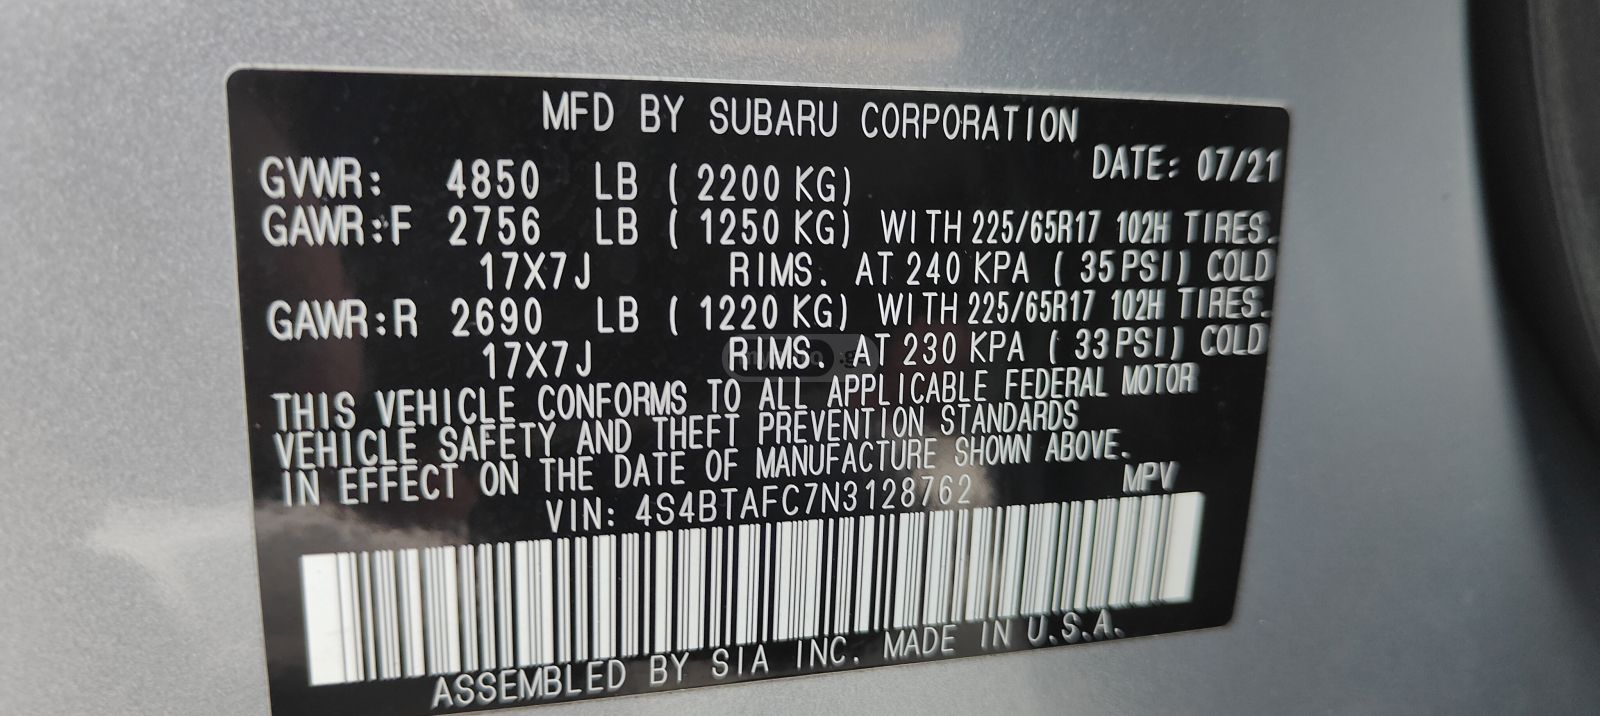 MFD BY SUBARU CORPORATION
DATE: 07/21
GVWR: 4850 LB ( 2200 KG)
GAWR:F 2756 LB ( 1250 KG) WITH 225/65R17 102H TIRES.
17X7J RIMS. AT 240 KPA ( 35 PSI) COLD
GAWR:R 2690 LB ( 1220 KG) WITH 225/65R17 102H TIRES.
17X7J RIMS. AT 230 KPA ( 33 PSI) COLD
THIS VEHICLE CONFORMS TO ALL APPLICABLE FEDERAL MOTOR
VEHICLE SAFETY AND THEFT PREVENTION STANDARDS
IN EFFECT ON THE DATE OF MANUFACTURE SHOWN ABOVE.
VIN: 4S4BTAFC7N3128762 MPV
ASSEMBLED BY SIA INC. MADE IN U.S.A.